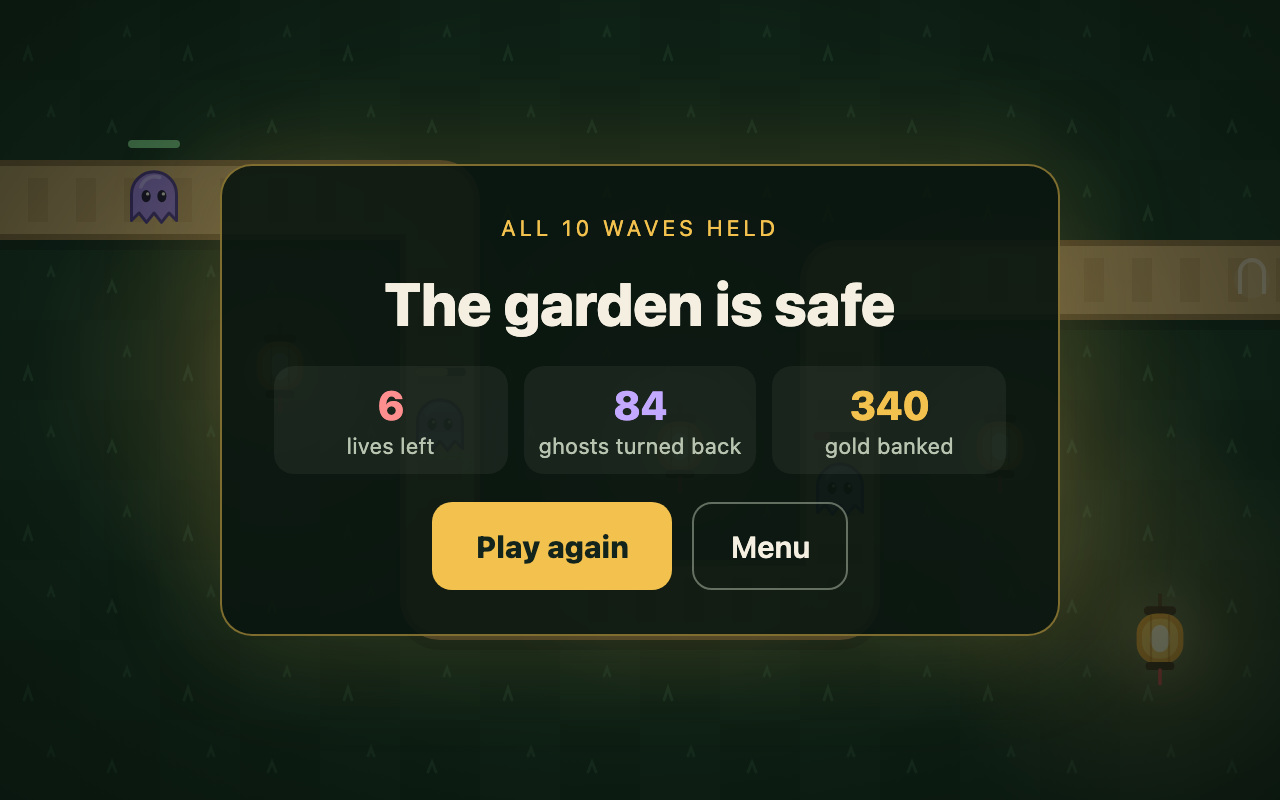 ALL 10 WAVES HELD
The garden is safe
6 84 340
lives left ghosts turned back gold banked
Play again Menu